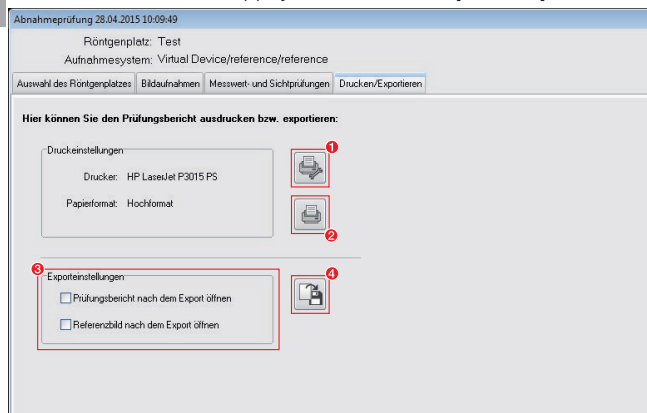 Abnahmeprüfung 28.04.2015 10:09:49
Röntgenplatz: Test
Aufnahmesystem: Virtual Device/reference/reference
Auswahl des Röntgenplatzes Bildaufnahmen Messwert- und Sichtprüfungen Drucken/Exportieren
Hier können Sie den Prüfungsbericht ausdrucken bzw. exportieren:
Druckeinstellungen
1
Drucker: HP LaserJet P3015 PS
Papierformat: Hochformat
2
3
Exporteinstellungen
4
Prüfungsbericht nach dem Export öffnen
Referenzbild nach dem Export öffnen